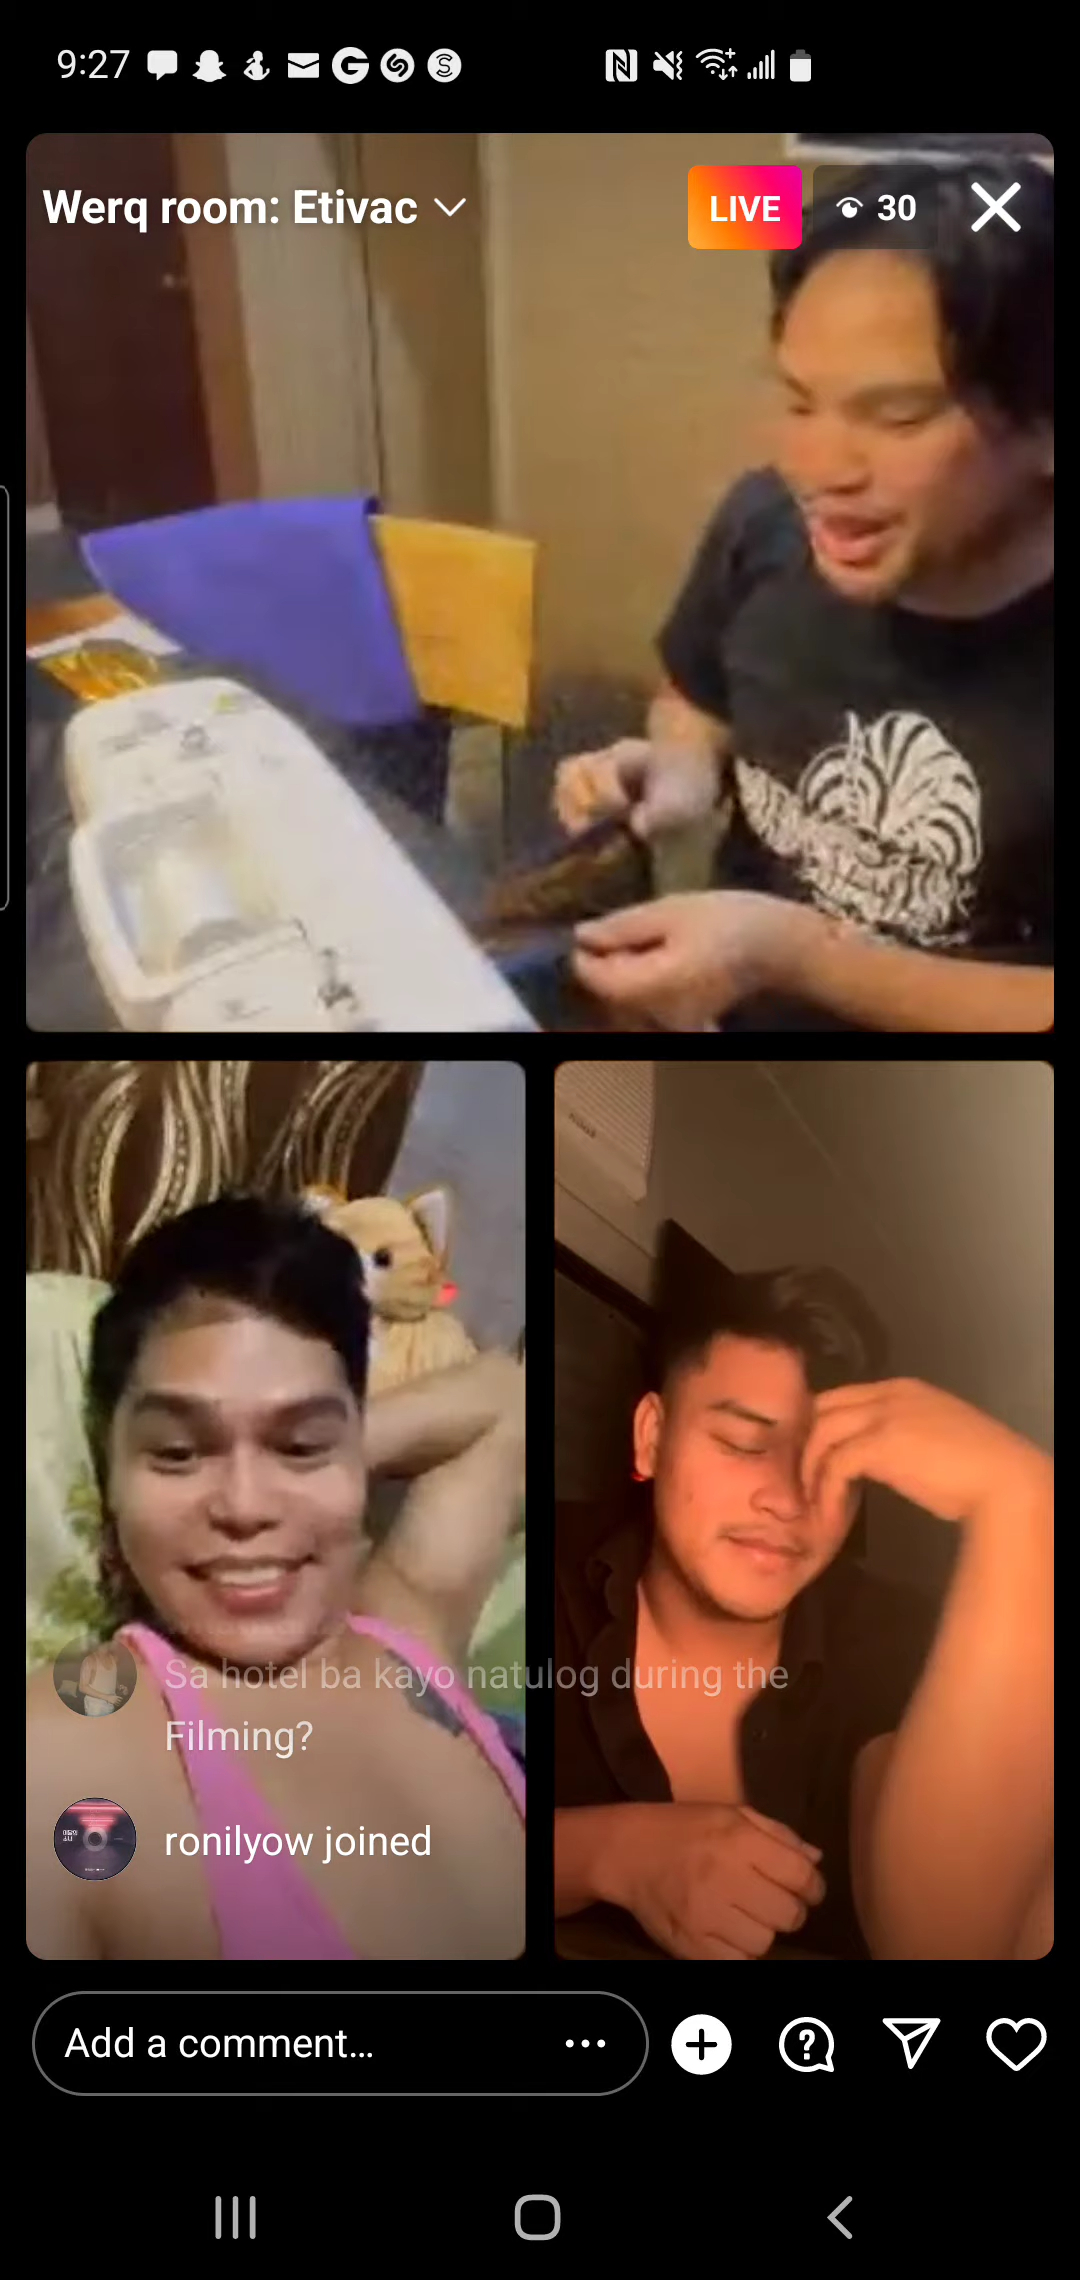 9:27
Werq room: Etivac
LIVE
30
Sa hotel ba kayo natulog during the
Filming?
ronilyow joined
Add a comment...